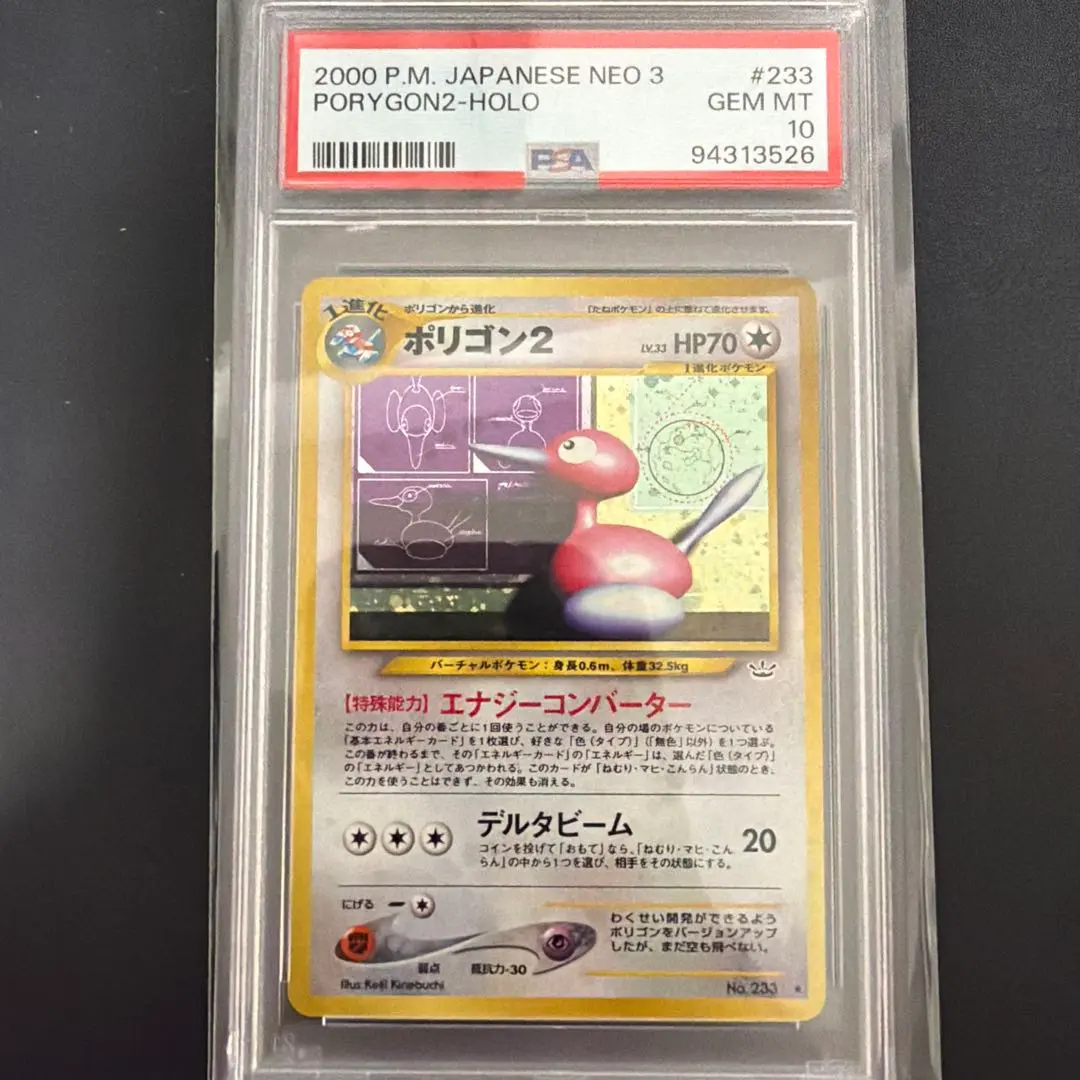 2000 P.M. JAPANESE NEO 3 #233
PORYGON2-HOLO GEM MT
10
94313526
PSA
1進化
ポリゴンから進化
「たねポケモン」の上に重ねて進化させます。
ポリゴン2
LV.33 HP70
1進化ポケモン
バーチャルポケモン:身長0.6m、体重32.5kg
【特殊能力】エナジーコンバーター
この力は、自分の番ごとに1回使うことができる。自分の場のポケモンについている
「基本エネルギーカード」を1枚選び、好きな「色(タイプ)」(「無色」以外)を1つ選ぶ。
この番が終わるまで、その「エネルギーカード」の「エネルギー」は、選んだ「色(タイプ)」
の「エネルギー」としてあつかわれる。このカードが「ねむり・マヒ・こんらん」状態のとき、
この力を使うことはできず、その効果も消える。
デルタビーム
コインを投げて「おもて」なら、「ねむり・マヒ・こん
らん」の中から1つを選び、相手をその状態にする。
20
にげる
弱点
抵抗力-30
わくせい開発ができるよう
ポリゴンをバージョンアップ
したが、まだ空も飛べない。
Illus. Keiji Kinebuchi
No. 233 ★